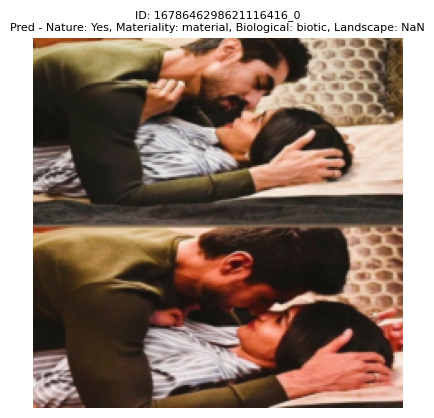 ID: 1678646298621116416_0
Pred - Nature: Yes, Materiality: material, Biological: biotic, Landscape: NaN